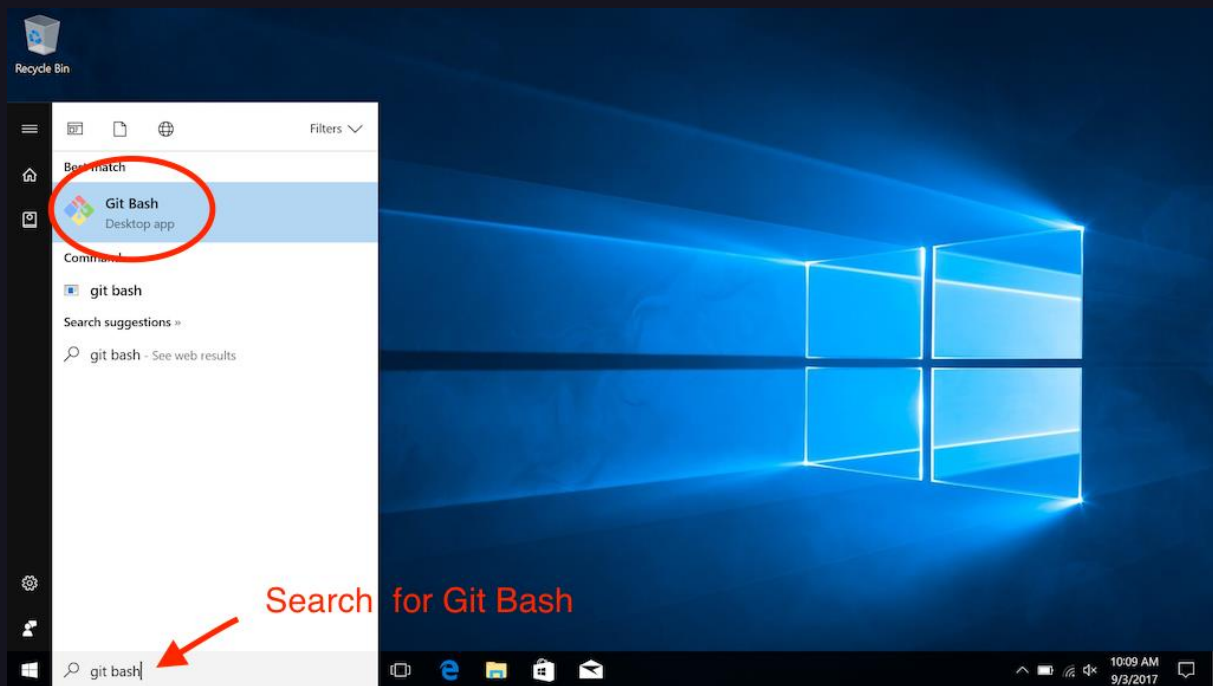 Recycle Bin
Filters
Best match
Git Bash
Desktop app
Command
git bash
Search suggestions »
git bash - See web results
Search for Git Bash
git bash
10:09 AM
9/3/2017